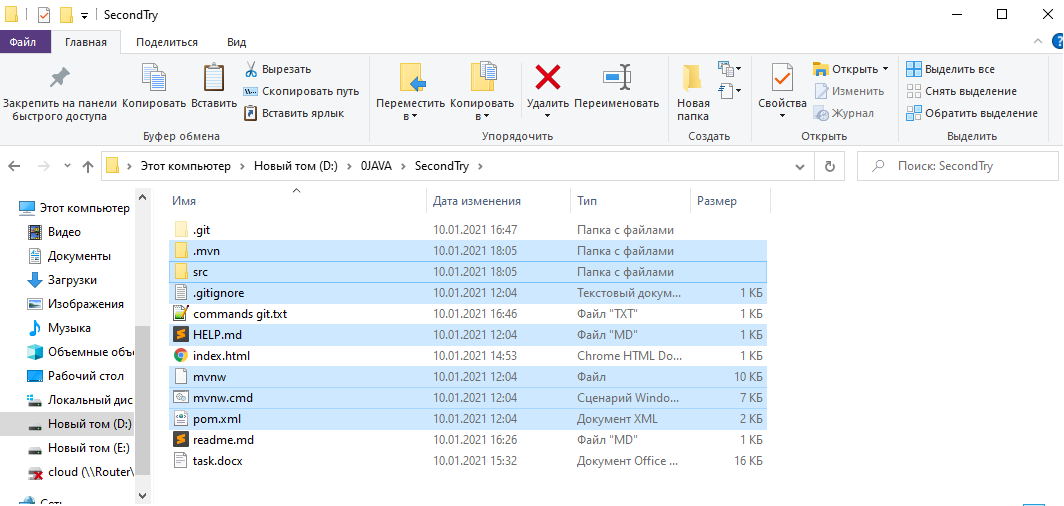 SecondTry
Файл Главная Поделиться Вид
Закрепить на панели быстрого доступа
Копировать
Вставить
Вырезать
Скопировать путь
Вставить ярлык
Буфер обмена
Переместить в
Копировать в
Удалить
Переименовать
Упорядочить
Новая папка
Создать
Свойства
Открыть
Изменить
Журнал
Открыть
Выделить все
Снять выделение
Обратить выделение
Выделить
Этот компьютер › Новый том (D:) › 0JAVA › SecondTry ›
Поиск: SecondTry
Этот компьютер
Видео
Документы
Загрузки
Изображения
Музыка
Объемные объе
Рабочий стол
Локальный дис
Новый том (D:)
Новый том (E:)
cloud (\\Router\
Сеть
Имя Дата изменения Тип Размер
.git 10.01.2021 16:47 Папка с файлами
.mvn 10.01.2021 18:05 Папка с файлами
src 10.01.2021 18:05 Папка с файлами
.gitignore 10.01.2021 12:04 Текстовый докум... 1 КБ
commands git.txt 10.01.2021 16:46 Файл "TXT" 1 КБ
HELP.md 10.01.2021 12:04 Файл "MD" 1 КБ
index.html 10.01.2021 14:53 Chrome HTML Do... 1 КБ
mvnw 10.01.2021 12:04 Файл 10 КБ
mvnw.cmd 10.01.2021 12:04 Сценарий Windo... 7 КБ
pom.xml 10.01.2021 12:04 Документ XML 2 КБ
readme.md 10.01.2021 16:26 Файл "MD" 1 КБ
task.docx 10.01.2021 15:32 Документ Office ... 16 КБ